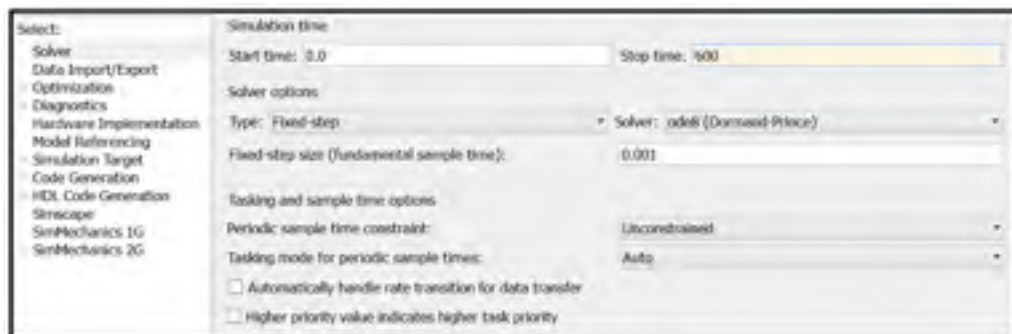 Select:
Solver
Data Import/Export
Optimization
Diagnostics
Hardware Implementation
Model Referencing
Simulation Target
Code Generation
HDL Code Generation
Simscape
SimMechanics 1G
SimMechanics 2G
Simulation time
Start time: 0.0 Stop time: 600
Solver options
Type: Fixed-step Solver: ode8 (Dormand-Prince)
Fixed-step size (fundamental sample time): 0.001
Tasking and sample time options
Periodic sample time constraint: Unconstrained
Tasking mode for periodic sample times: Auto
Automatically handle rate transition for data transfer
Higher priority value indicates higher task priority